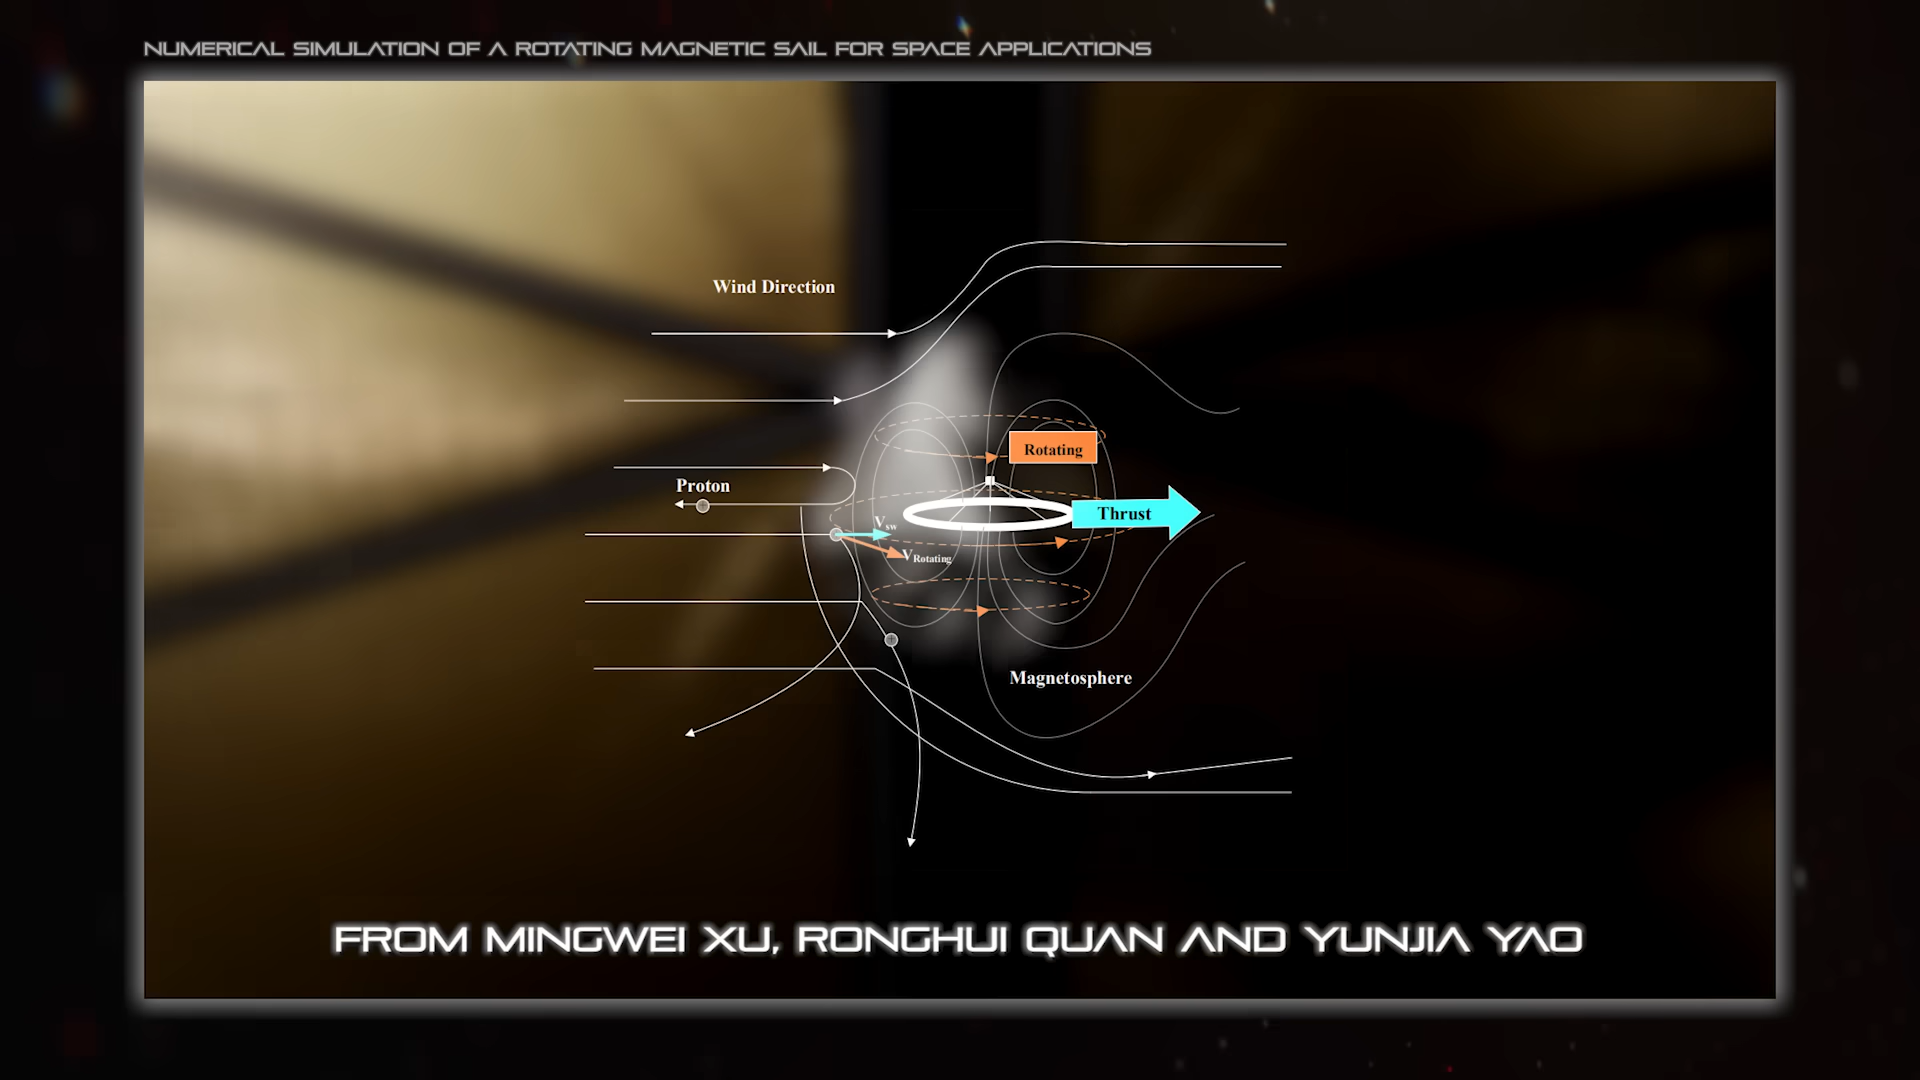 NUMERICAL SIMULATION OF A ROTATING MAGNETIC SAIL FOR SPACE APPLICATIONS
Wind Direction
Rotating
Proton
Thrust
Vsw
VRotating
Magnetosphere
FROM MINGWEI XU, RONGHUI QUAN AND YUNJIA YAO